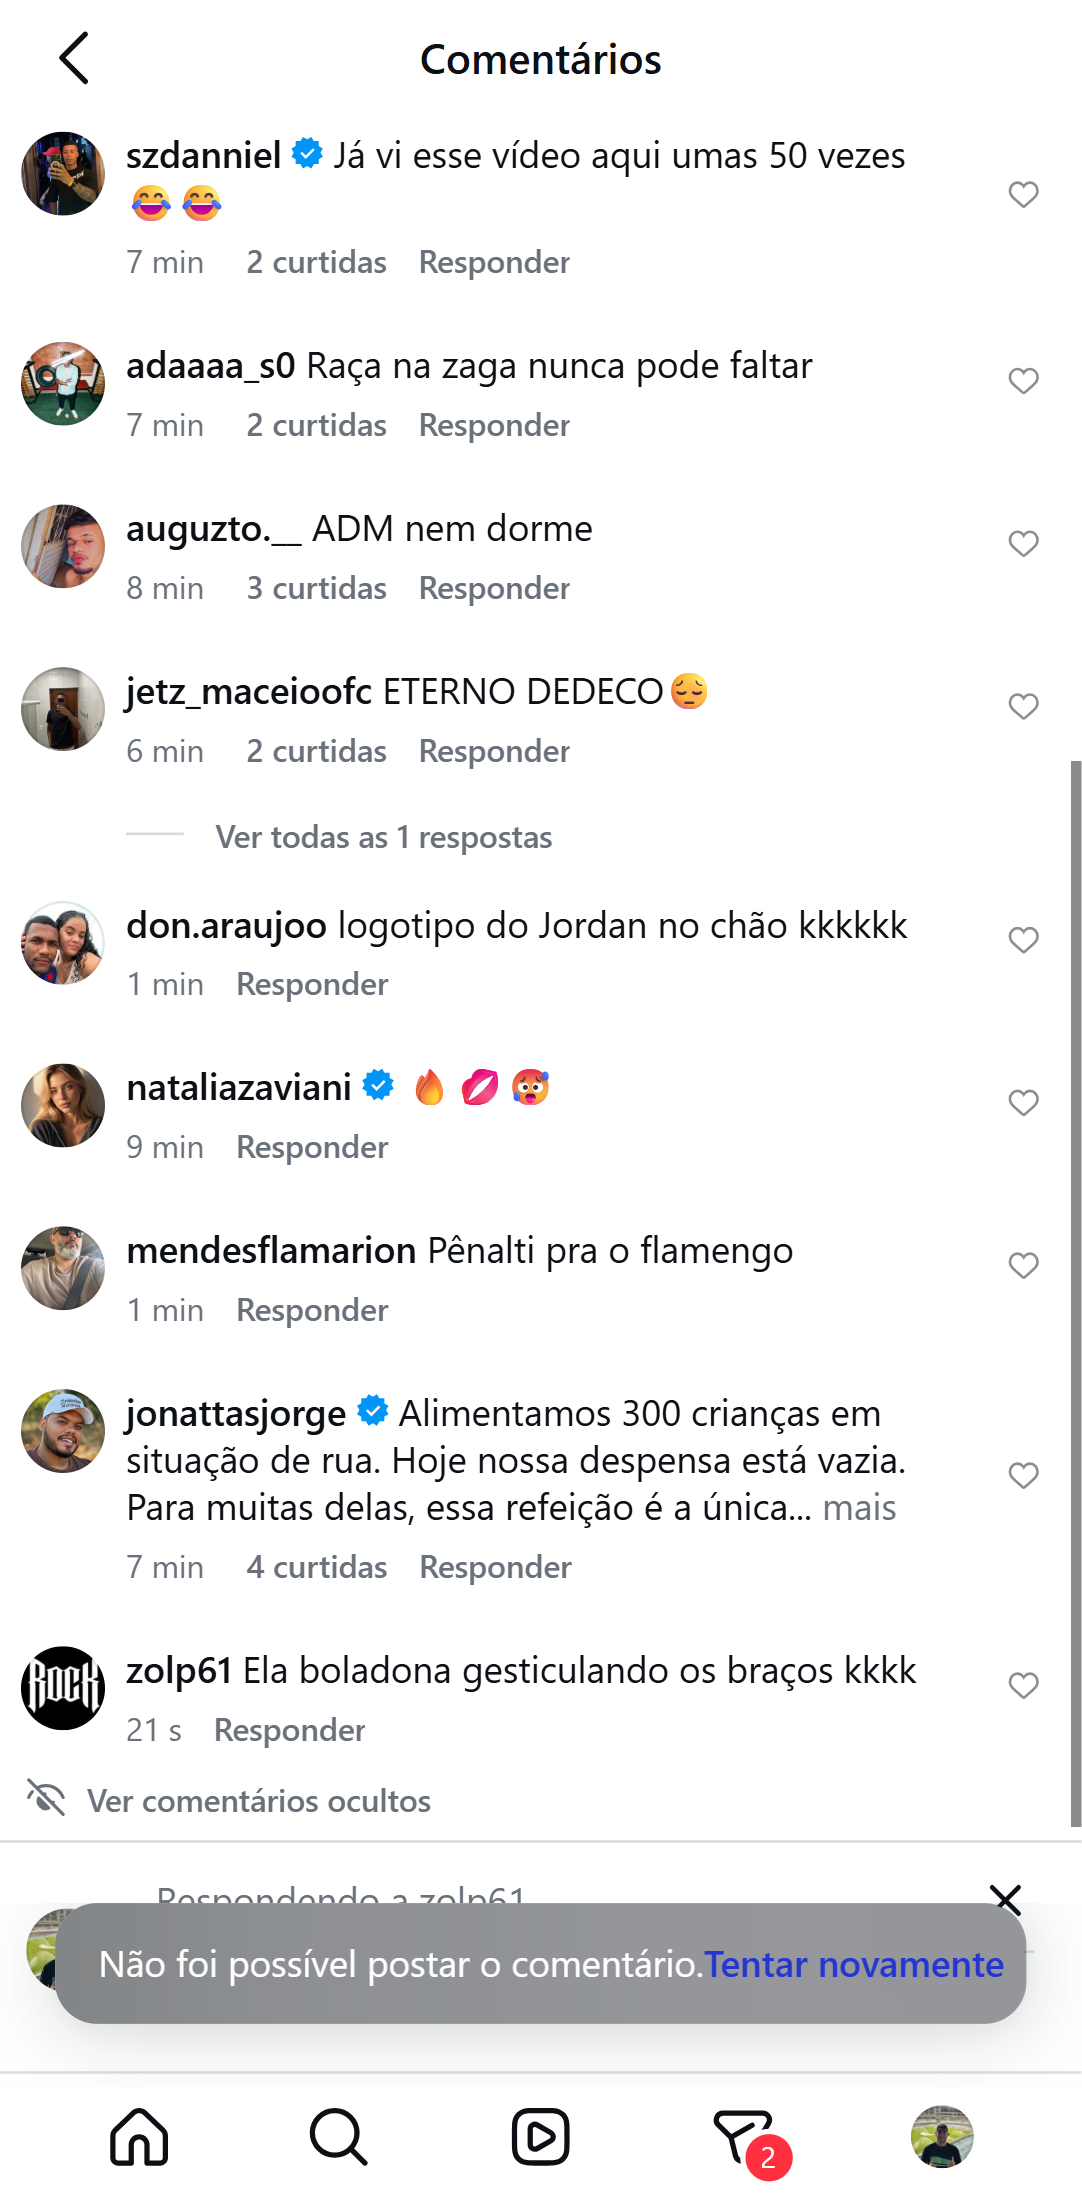 Comentários
szdanniel Já vi esse vídeo aqui umas 50 vezes
😂😂
7 min 2 curtidas Responder
adaaaa_s0 Raça na zaga nunca pode faltar
7 min 2 curtidas Responder
auguzto.__ ADM nem dorme
8 min 3 curtidas Responder
jetz_maceioofc ETERNO DEDECO😔
6 min 2 curtidas Responder
Ver todas as 1 respostas
don.araujoo logotipo do Jordan no chão kkkkkk
1 min Responder
nataliazaviani 🔥💋🥵
9 min Responder
mendesflamarion Pênalti pra o flamengo
1 min Responder
jonattasjorge Alimentamos 300 crianças em
situação de rua. Hoje nossa despensa está vazia.
Para muitas delas, essa refeição é a única... mais
7 min 4 curtidas Responder
ROCK
zolp61 Ela boladona gesticulando os braços kkkk
21 s Responder
Ver comentários ocultos
Respondendo a zolp61
Não foi possível postar o comentário.Tentar novamente
2